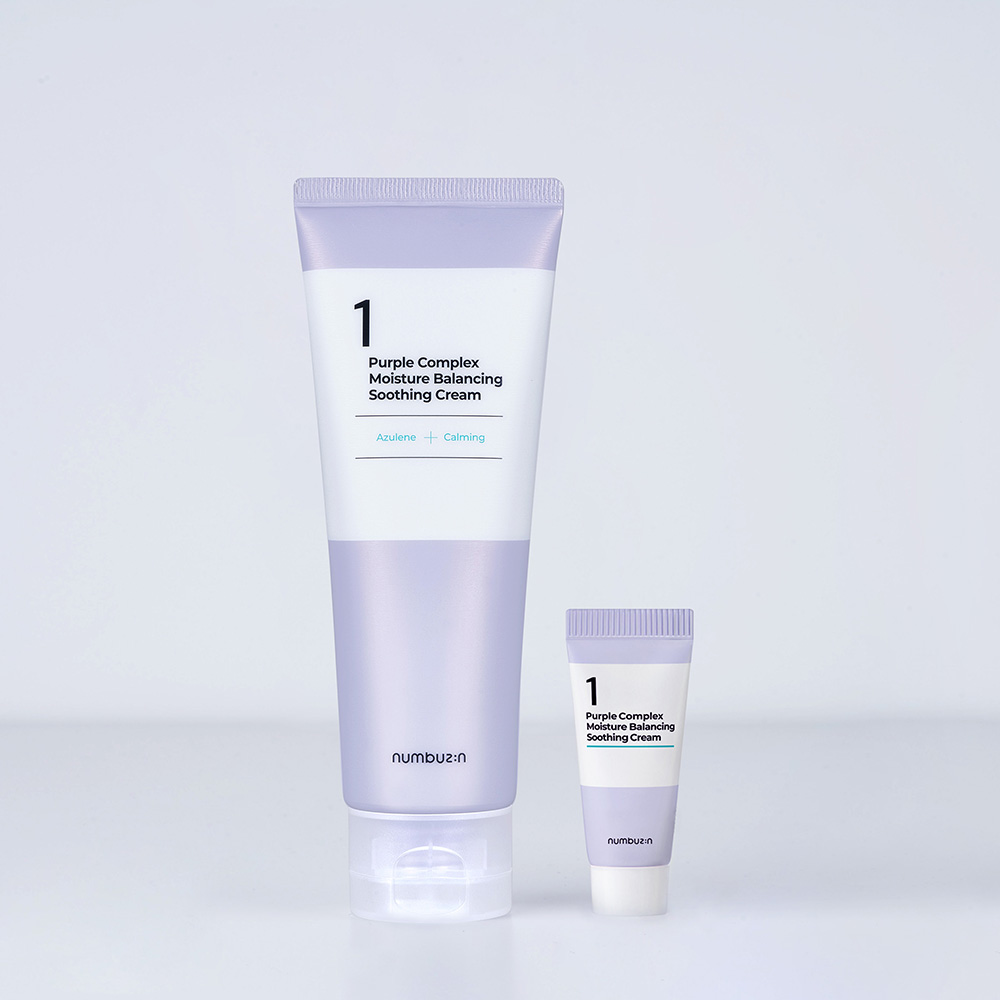 1
Purple Complex
Moisture Balancing
Soothing Cream
Azulene + Calming
numbuz:n
1
Purple Complex
Moisture Balancing
Soothing Cream
numbuz:n